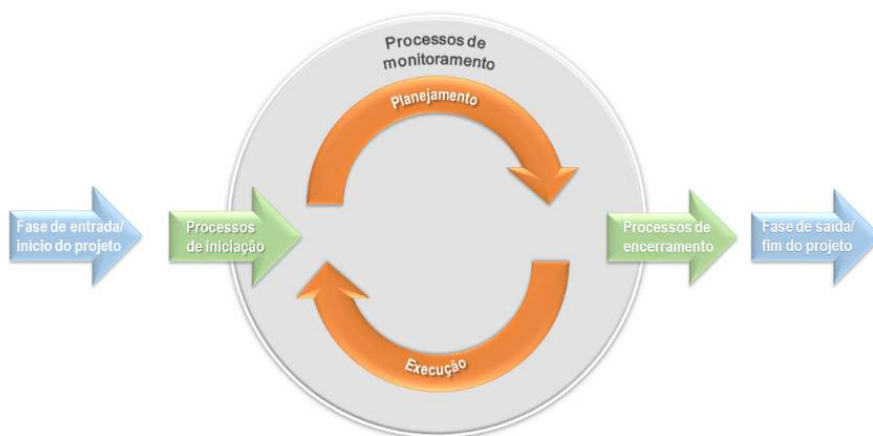 Processos de
monitoramento
Planejamento
Fase de entrada/
início do projeto
Processos
de iniciação
Processos de
encerramento
Fase de saída/
fim do projeto
Execução